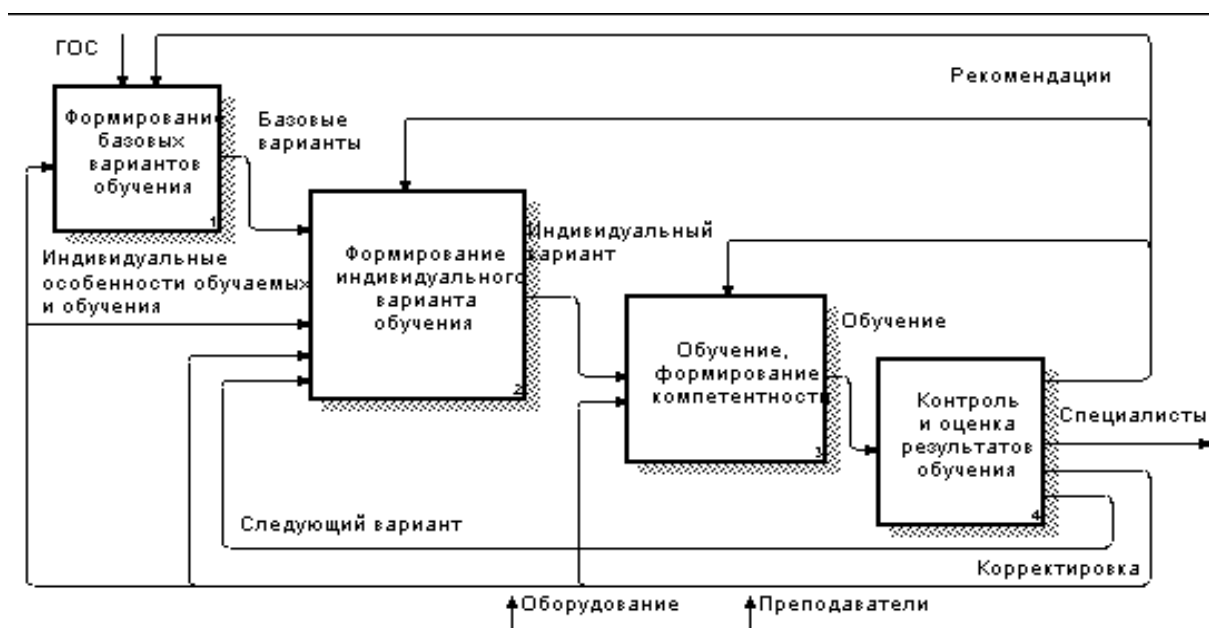 ГОС
Рекомендации
Формирование
базовых
вариантов
обучения
1
Базовые
варианты
Индивидуальные
особенности обучаемых
и обучения
Формирование
индивидуального
варианта
обучения
2
Индивидуальный
вариант
Обучение,
формирование
компетентность
3
Обучение
Контроль
и оценка
результатов
обучения
4
Специалисты
Следующий вариант
Корректировка
Оборудование
Преподаватели